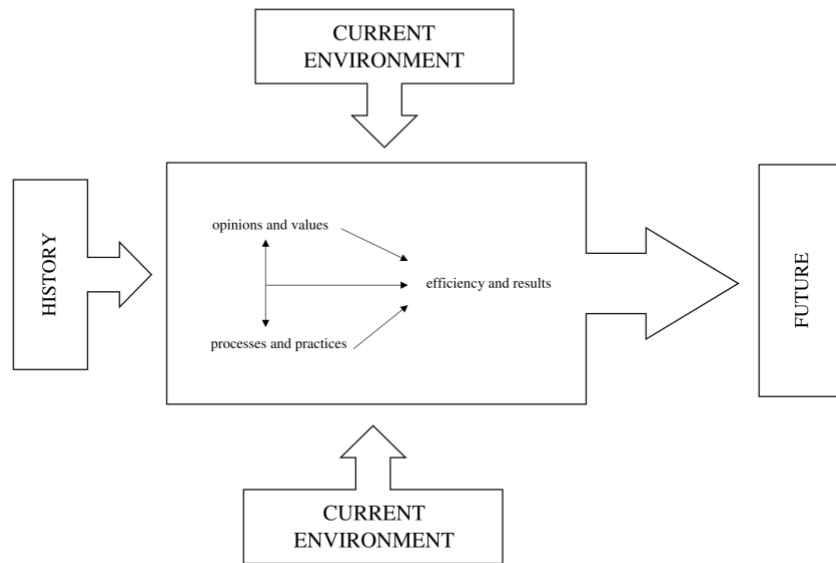 CURRENT
ENVIRONMENT
HISTORY
opinions and values
efficiency and results
processes and practices
FUTURE
CURRENT
ENVIRONMENT